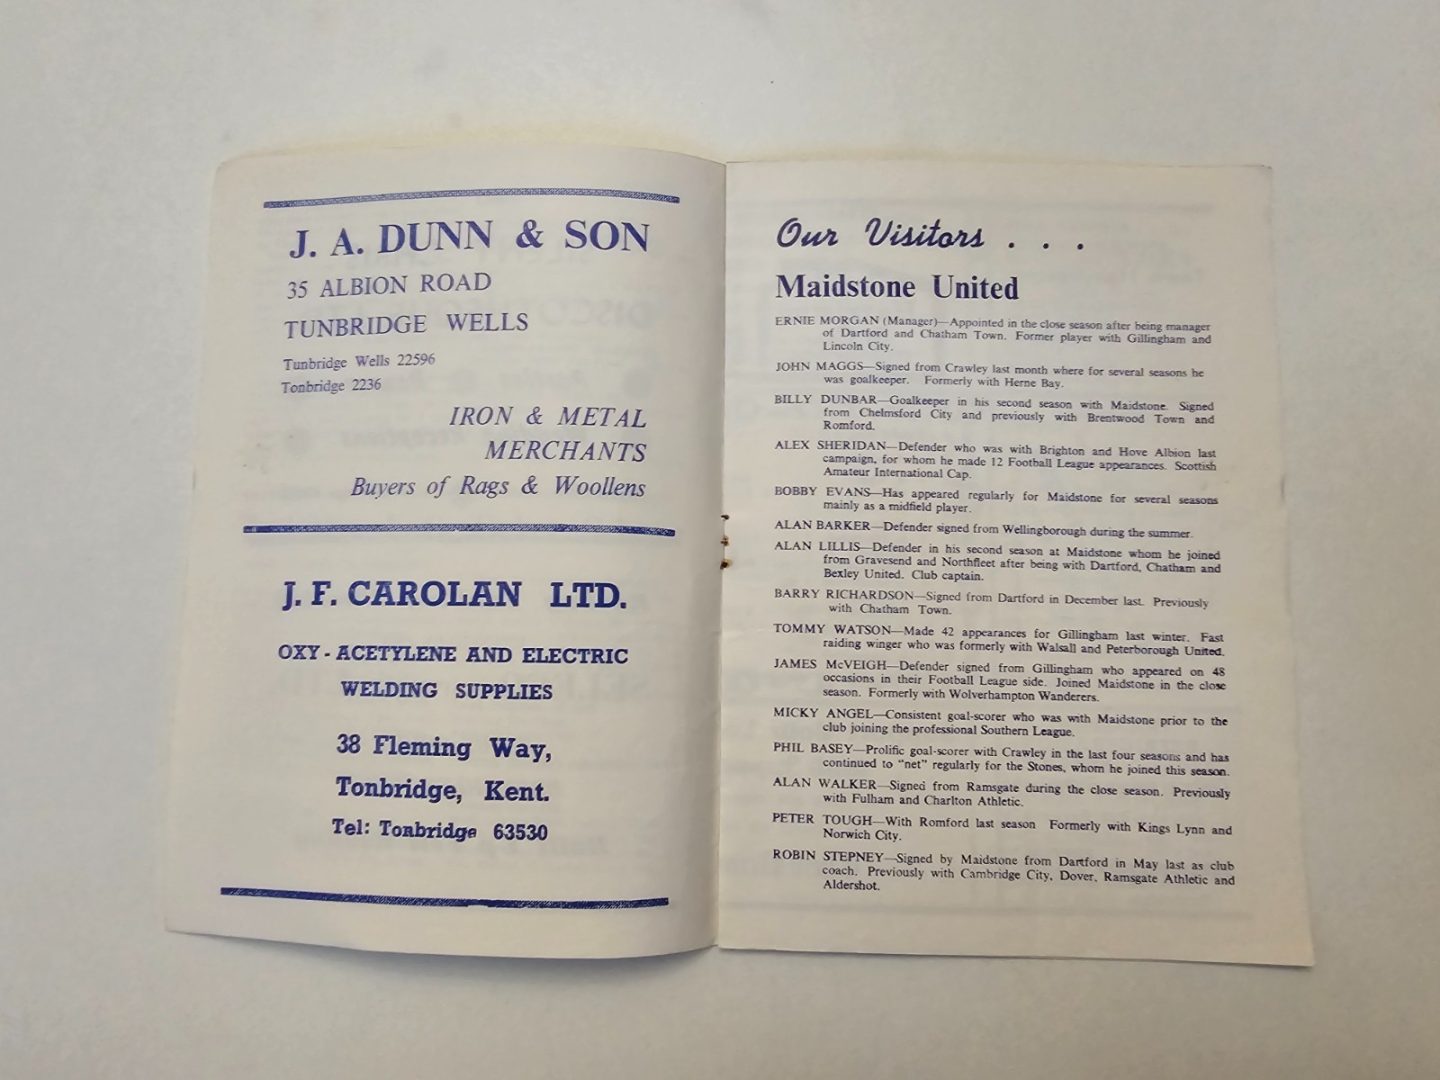 J. A. DUNN & SON
35 ALBION ROAD
TUNBRIDGE WELLS
Tunbridge Wells 22596
Tonbridge 2236
IRON & METAL
MERCHANTS
Buyers of Rags & Woollens
J. F. CAROLAN LTD.
OXY - ACETYLENE AND ELECTRIC
WELDING SUPPLIES
38 Fleming Way,
Tonbridge, Kent.
Tel: Tonbridge 63530
Our Visitors . . .
Maidstone United
ERNIE MORGAN (Manager)—Appointed in the close season after being manager
of Dartford and Chatham Town. Former player with Gillingham and
Lincoln City.
JOHN MAGGS—Signed from Crawley last month where for several seasons he
was goalkeeper. Formerly with Herne Bay.
BILLY DUNBAR—Goalkeeper in his second season with Maidstone. Signed
from Chelmsford City and previously with Brentwood Town and
Romford.
ALEX SHERIDAN—Defender who was with Brighton and Hove Albion last
campaign, for whom he made 12 Football League appearances. Scottish
Amateur International Cap.
BOBBY EVANS—Has appeared regularly for Maidstone for several seasons
mainly as a midfield player.
ALAN BARKER—Defender signed from Wellingborough during the summer.
ALAN LILLIS—Defender in his second season at Maidstone whom he joined
from Gravesend and Northfleet after being with Dartford, Chatham and
Bexley United. Club captain.
BARRY RICHARDSON—Signed from Dartford in December last. Previously
with Chatham Town.
TOMMY WATSON—Made 42 appearances for Gillingham last winter. Fast
raiding winger who was formerly with Walsall and Peterborough United.
JAMES McVEIGH—Defender signed from Gillingham who appeared on 48
occasions in their Football League side. Joined Maidstone in the close
season. Formerly with Wolverhampton Wanderers.
MICKY ANGEL—Consistent goal-scorer who was with Maidstone prior to the
club joining the professional Southern League.
PHIL BASEY—Prolific goal-scorer with Crawley in the last four seasons and has
continued to "net" regularly for the Stones, whom he joined this season.
ALAN WALKER—Signed from Ramsgate during the close season. Previously
with Fulham and Charlton Athletic.
PETER TOUGH—With Romford last season Formerly with Kings Lynn and
Norwich City.
ROBIN STEPNEY—Signed by Maidstone from Dartford in May last as club
coach. Previously with Cambridge City, Dover, Ramsgate Athletic and
Aldershot.